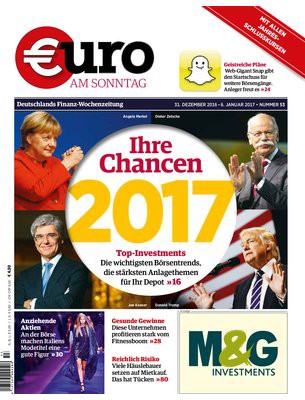 €uro
AM SONNTAG
MIT ALLEN
JAHRES-
SCHLUSSKURSEN
Geistreiche Pläne
Web-Gigant Snap gibt
den Startschuss für
weitere Börsengänge.
Anleger freut es »24
Deutschlands Finanz-Wochenzeitung
31. DEZEMBER 2016 – 6. JANUAR 2017 • NUMMER 53
Angela Merkel
Dieter Zetsche
Ihre
Chancen
2017
Top-Investments
Die wichtigsten Börsentrends,
die stärksten Anlagethemen
für Ihr Depot »16
Joe Kaeser
Donald Trump
Anziehende
Aktien
An der Börse
machen Italiens
Modetitel eine
gute Figur »30
Gesunde Gewinne
Diese Unternehmen
profitieren stark vom
Fitnessboom »28
Reichlich Risiko
Viele Häuslebauer
setzen auf Mietkauf.
Das hat Tücken »80
M&G
INVESTMENTS